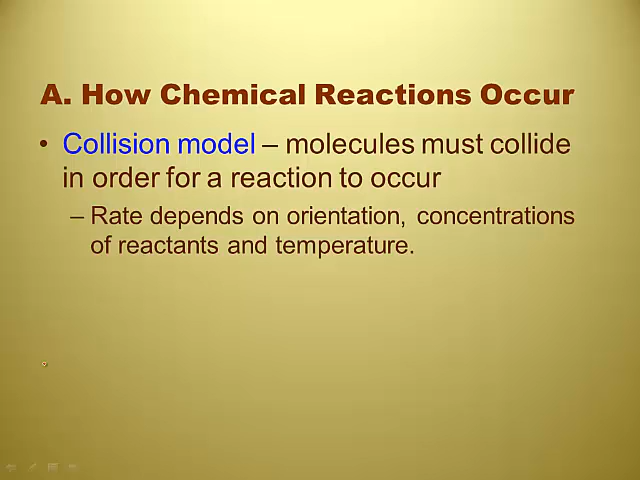 A. How Chemical Reactions Occur
• Collision model – molecules must collide
in order for a reaction to occur
– Rate depends on orientation, concentrations
of reactants and temperature.